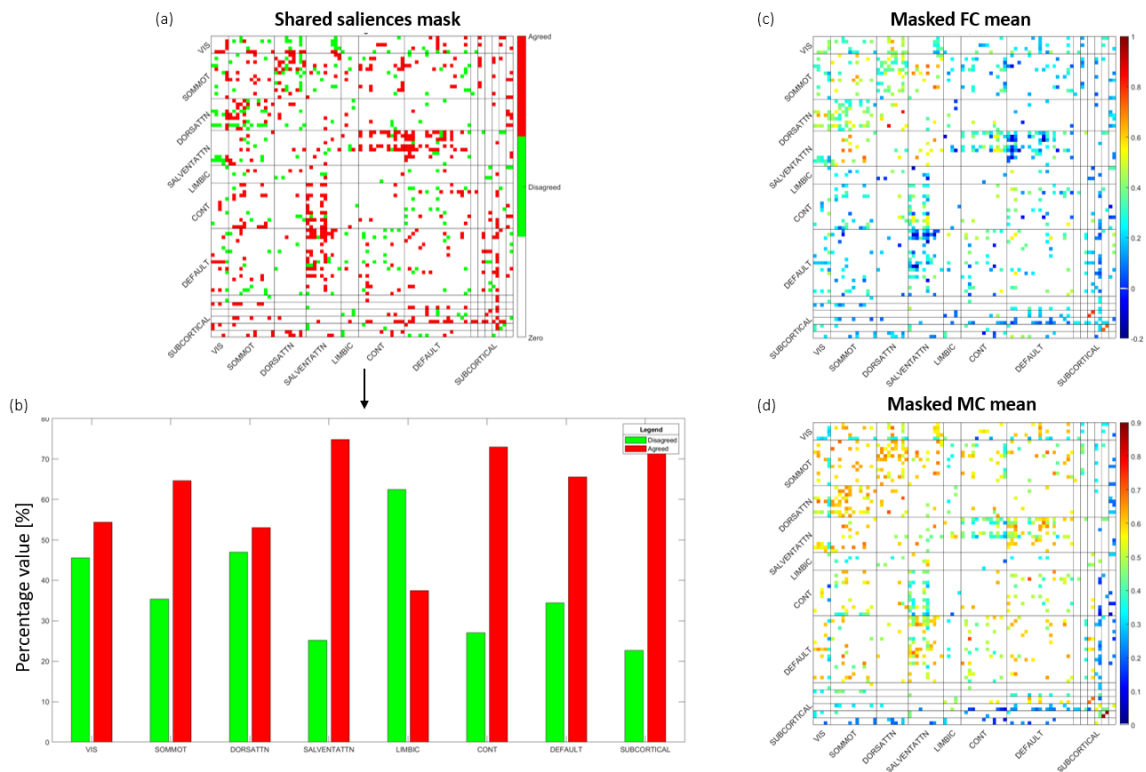 (a)
Shared saliences mask
VIS
SOMMOT
DORSATTN
SALVENTATTN
LIMBIC
CONT
DEFAULT
SUBCORTICAL
VIS
SOMMOT
DORSATTN
SALVENTATTN
LIMBIC
CONT
DEFAULT
SUBCORTICAL
Agreed
Disagreed
Zero
(b)
Percentage value [%]
80
70
60
50
40
30
20
10
0
VIS
SOMMOT
DORSATTN
SALVENTATTN
LIMBIC
CONT
DEFAULT
SUBCORTICAL
Legend
Disagreed
Agreed
(c)
Masked FC mean
VIS
SOMMOT
DORSATTN
SALVENTATTN
LIMBIC
CONT
DEFAULT
SUBCORTICAL
VIS
SOMMOT
DORSATTN
SALVENTATTN
LIMBIC
CONT
DEFAULT
SUBCORTICAL
1
0.8
0.6
0.4
0.2
0
-0.2
(d)
Masked MC mean
VIS
SOMMOT
DORSATTN
SALVENTATTN
LIMBIC
CONT
DEFAULT
SUBCORTICAL
VIS
SOMMOT
DORSATTN
SALVENTATTN
LIMBIC
CONT
DEFAULT
SUBCORTICAL
0.9
0.8
0.7
0.6
0.5
0.4
0.3
0.2
0.1
0